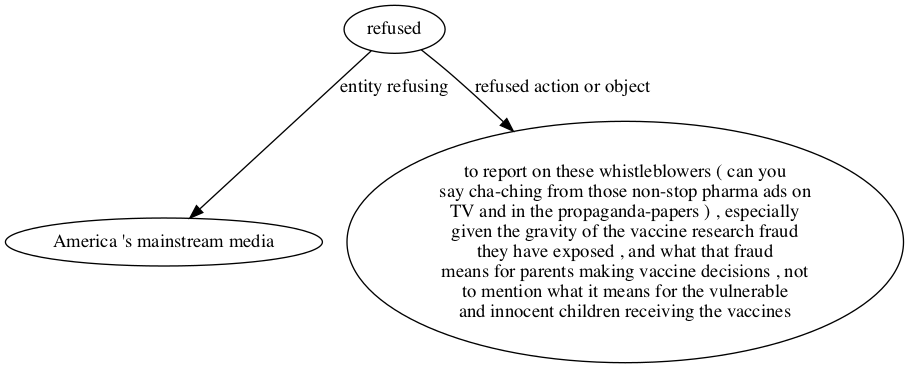 refused
entity refusing
refused action or object
to report on these whistleblowers ( can you
say cha-ching from those non-stop pharma ads on
TV and in the propaganda-papers ) , especially
given the gravity of the vaccine research fraud
they have exposed , and what that fraud
means for parents making vaccine decisions , not
to mention what it means for the vulnerable
and innocent children receiving the vaccines
America 's mainstream media